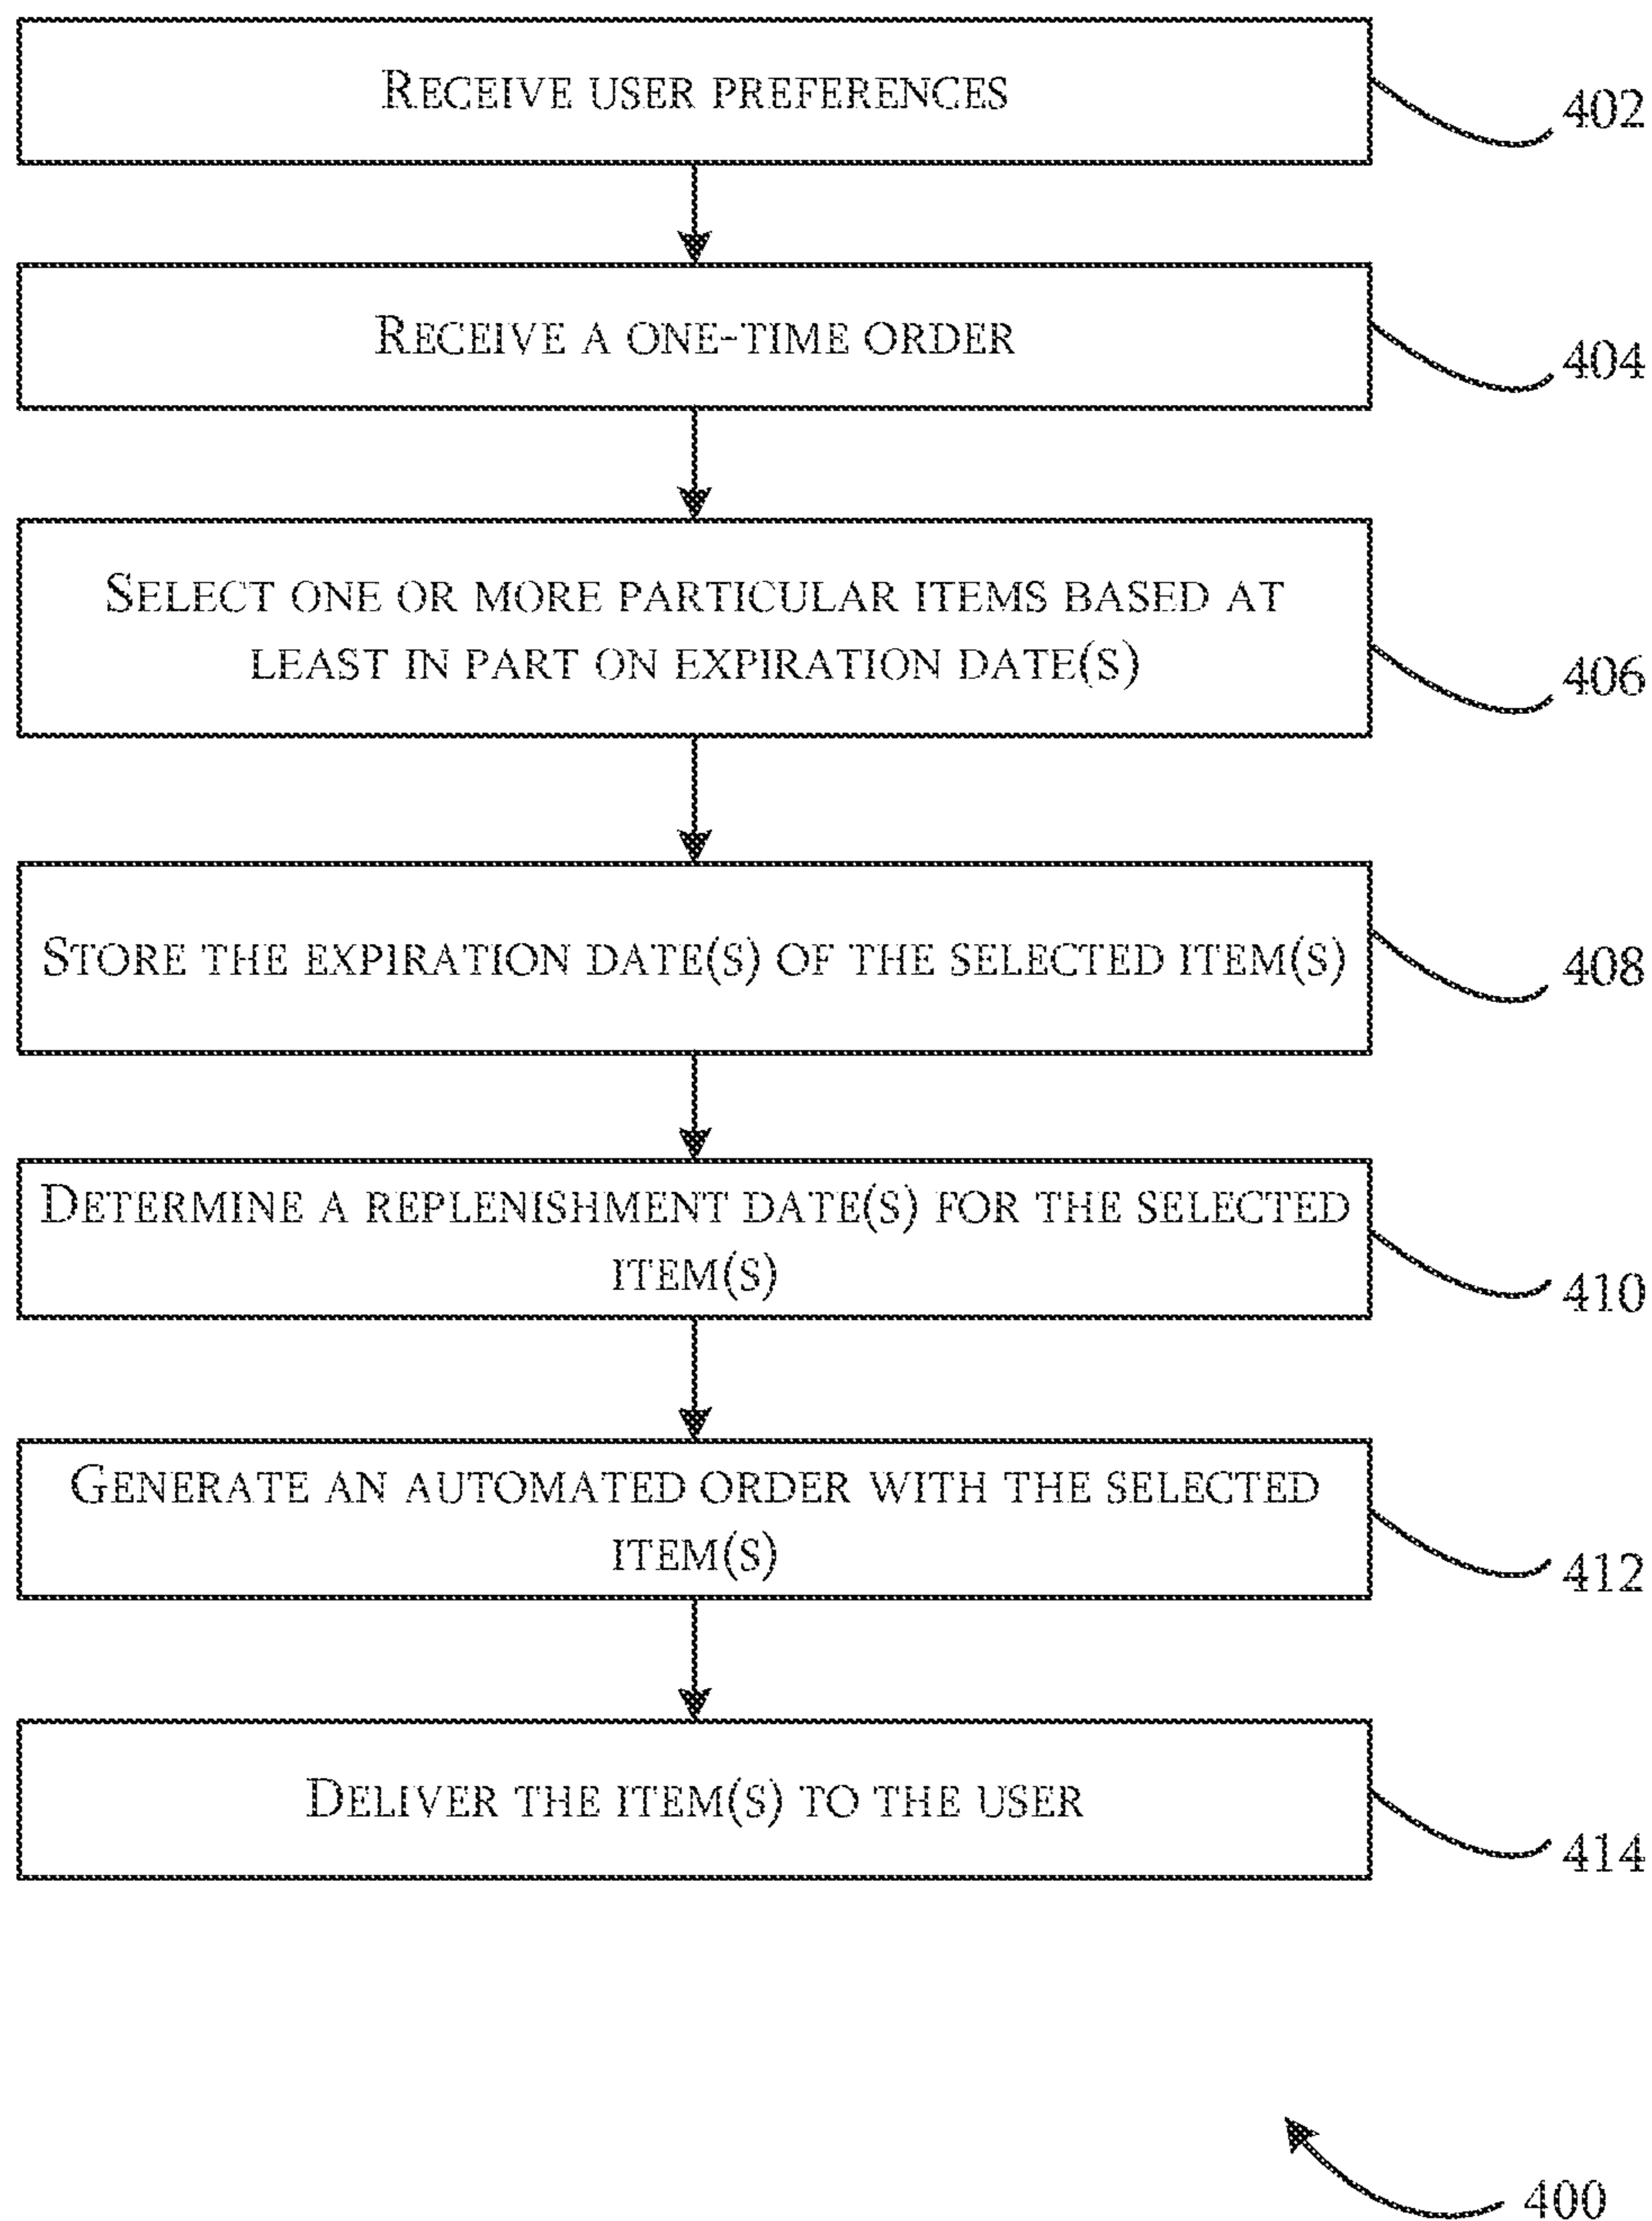 RECEIVE USER PREFERENCES
402
RECEIVE A ONE-TIME ORDER
404
SELECT ONE OR MORE PARTICULAR ITEMS BASED AT
LEAST IN PART ON EXPIRATION DATE(S)
406
STORE THE EXPIRATION DATE(S) OF THE SELECTED ITEM(S)
408
DETERMINE A REPLENISHMENT DATE(S) FOR THE SELECTED
ITEM(S)
410
GENERATE AN AUTOMATED ORDER WITH THE SELECTED
ITEM(S)
412
DELIVER THE ITEM(S) TO THE USER
414
400